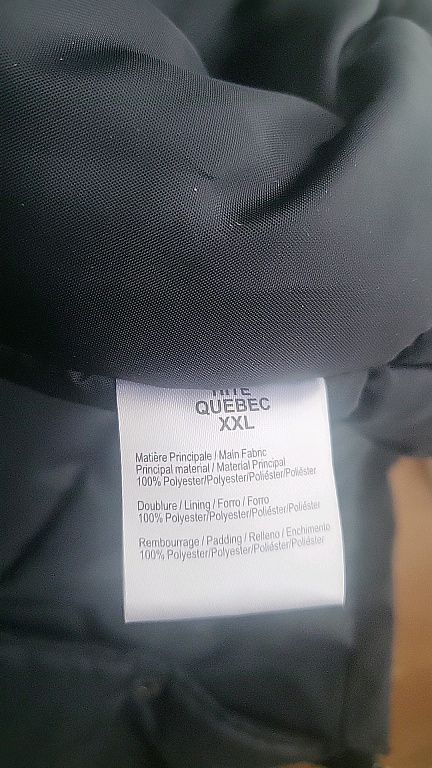 QUEBEC
XXL
Matière Principale / Main Fabric
Principal material / Material Principal
100% Polyester/Polyester/Poliéster/Poliéster
Doublure / Lining / Forro / Forro
100% Polyester/Polyester/Poliéster/Poliéster
Rembourrage / Padding / Relleno / Enchimento
100% Polyester/Polyester/Poliéster/Poliéster